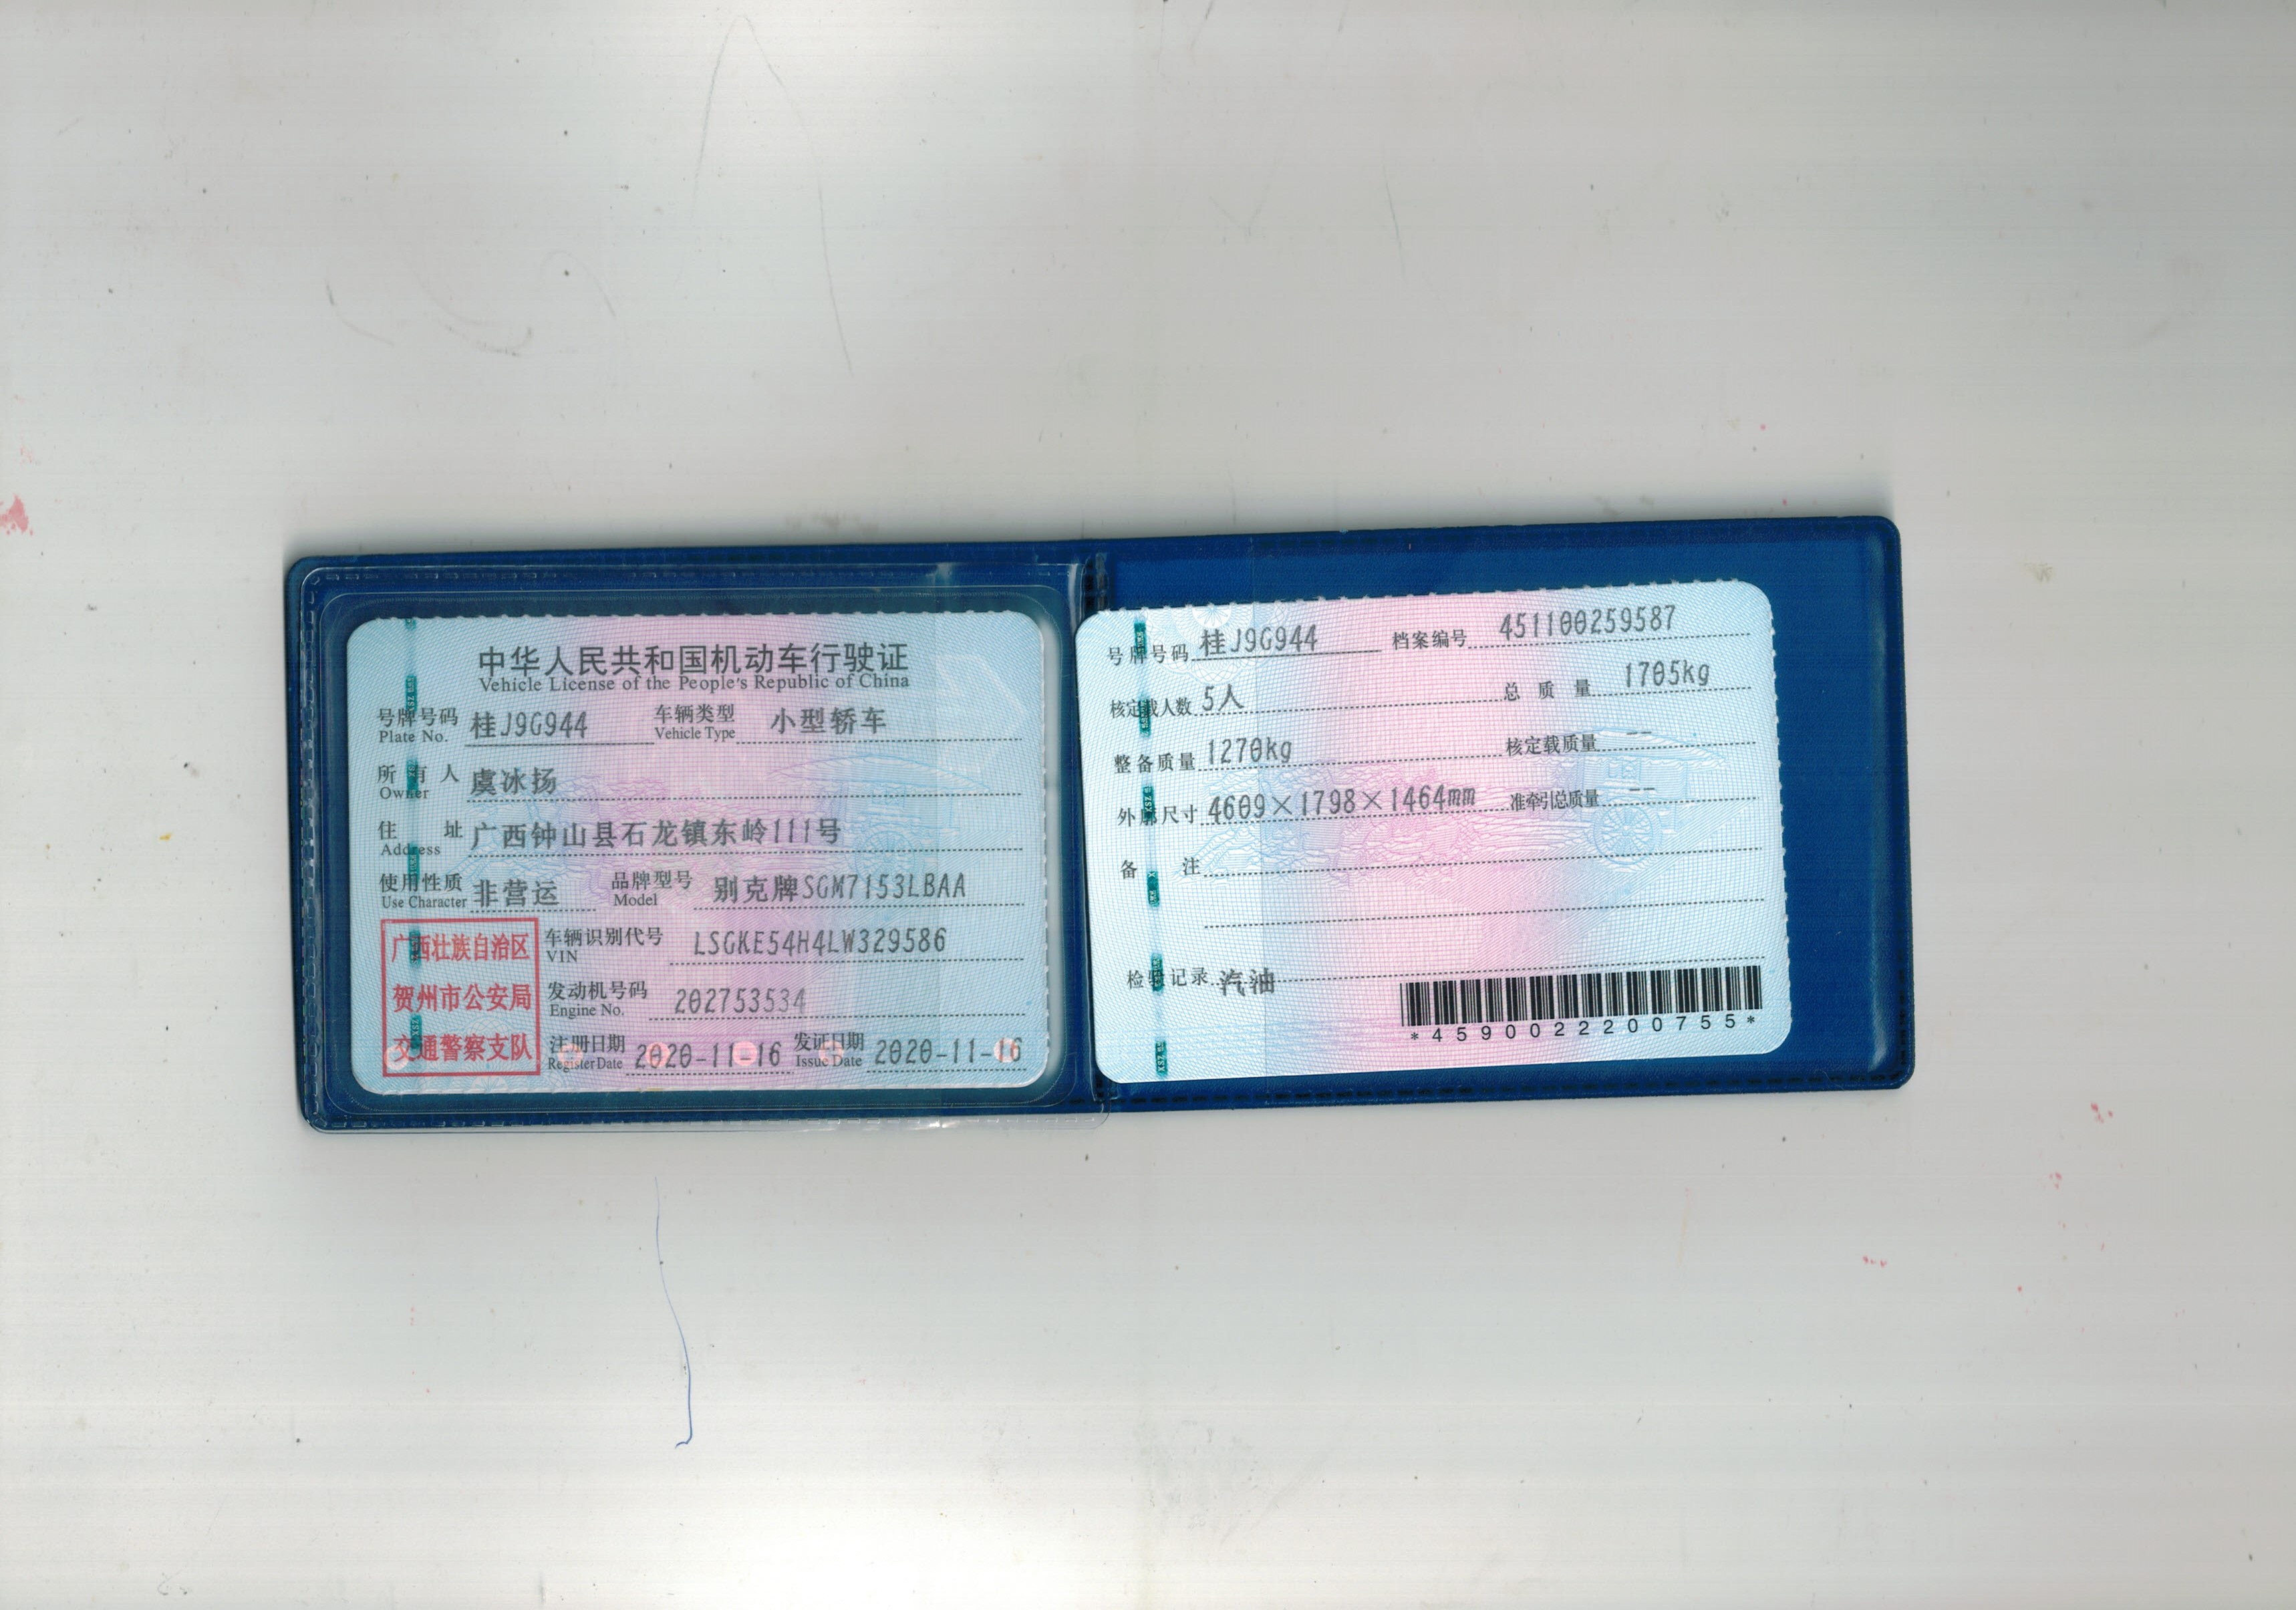 中华人民共和国机动车行驶证
Vehicle License of the People's Republic of China
号牌号码 桂J9G944 车辆类型 小型轿车
Plate No. Vehicle Type
所有人 虞冰扬
Owner
住址 广西钟山县石龙镇东岭111号
Address
使用性质 非营运 品牌型号 别克牌SGM7153LBAA
Use Character Model
广西壮族自治区
贺州市公安局
交通警察支队
车辆识别代号 LSGKE54H4LW329586
VIN
发动机号码 202753534
Engine No.
注册日期 2020-11-16 发证日期 2020-11-16
Register Date Issue Date
号牌号码 桂J9G944 档案编号 451100259587
核定载人数 5人 总质量 1705kg
整备质量 1270kg 核定载质量 --
外廓尺寸 4609×1798×1464mm 准牵引总质量 --
备注
检验记录 汽油
*4590022200755*